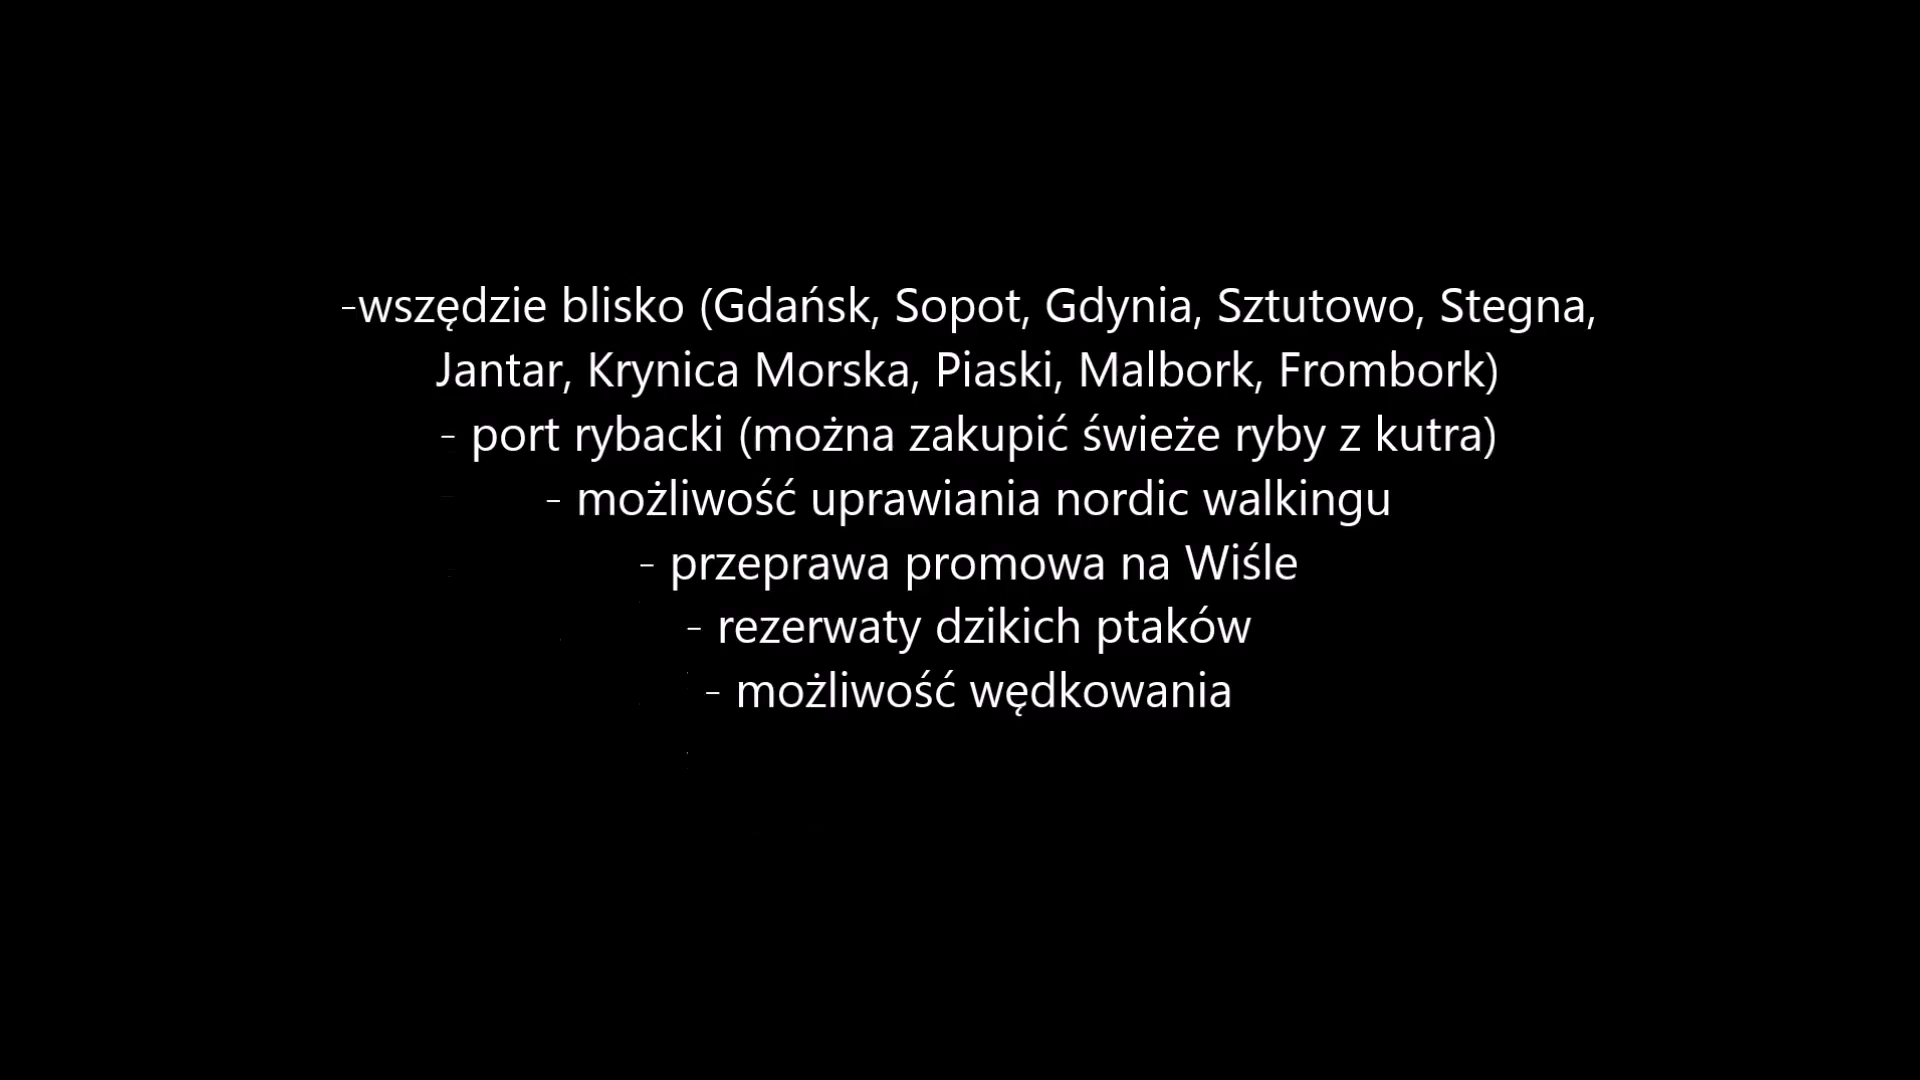 -wszędzie blisko (Gdańsk, Sopot, Gdynia, Sztutowo, Stegna,
Jantar, Krynica Morska, Piaski, Malbork, Frombork)
- port rybacki (można zakupić świeże ryby z kutra)
- możliwość uprawiania nordic walkingu
- przeprawa promowa na Wiśle
- rezerwaty dzikich ptaków
- możliwość wędkowania